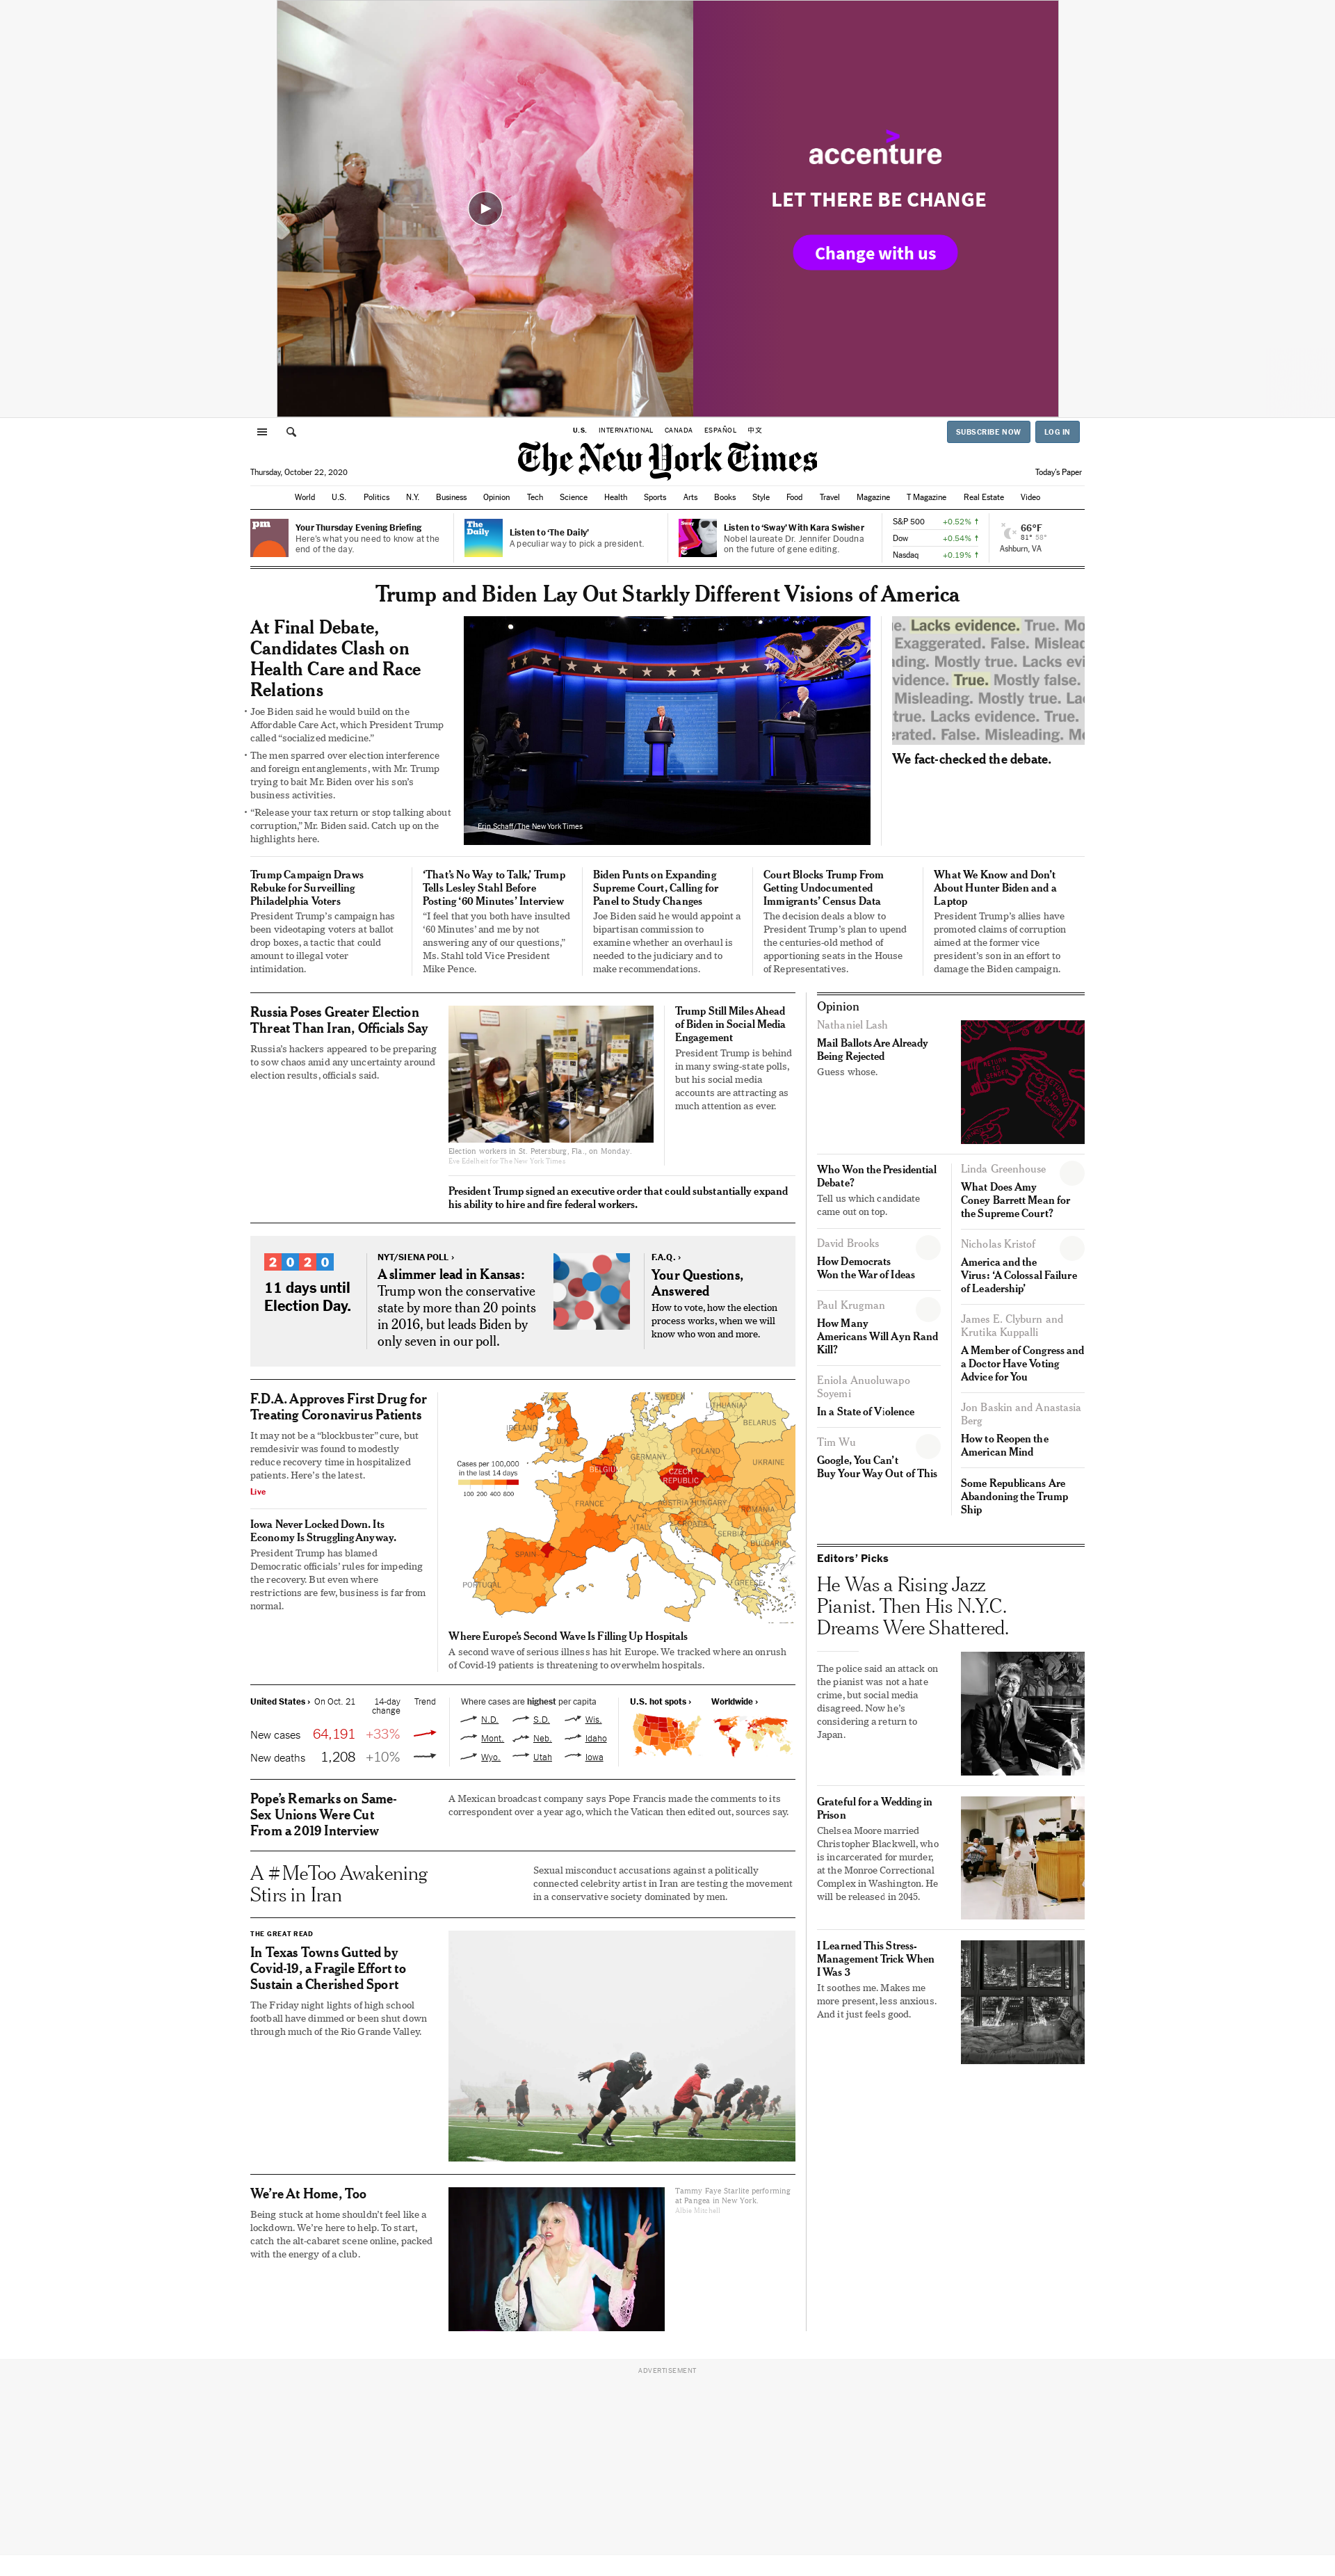 accenture
LET THERE BE CHANGE
Change with us
U.S. INTERNATIONAL CANADA ESPAÑOL 中文
SUBSCRIBE NOW LOG IN
The New York Times
Thursday, October 22, 2020
Today's Paper
World U.S. Politics N.Y. Business Opinion Tech Science Health Sports Arts Books Style Food Travel Magazine T Magazine Real Estate Video
pm
Your Thursday Evening Briefing
Here's what you need to know at the
end of the day.
The
Daily
Listen to 'The Daily'
A peculiar way to pick a president.
Sway
Listen to 'Sway' With Kara Swisher
Nobel laureate Dr. Jennifer Doudna
on the future of gene editing.
S&P 500 +0.52% ↑
Dow +0.54% ↑
Nasdaq +0.19% ↑
66°F
81° 58°
Ashburn, VA
Trump and Biden Lay Out Starkly Different Visions of America
At Final Debate,
Candidates Clash on
Health Care and Race
Relations
• Joe Biden said he would build on the
Affordable Care Act, which President Trump
called “socialized medicine.”
• The men sparred over election interference
and foreign entanglements, with Mr. Trump
trying to bait Mr. Biden over his son's
business activities.
• “Release your tax return or stop talking about
corruption,” Mr. Biden said. Catch up on the
highlights here.
Erin Schaff/The New York Times
e. Lacks evidence. True. Mo
Exaggerated. False. Mislead
ding. Mostly true. Lacks evi
vidence. True. Mostly false.
Misleading. Mostly true. Lac
true. Lacks evidence. True.
erated. False. Misleading. Mo
We fact-checked the debate.
Trump Campaign Draws
Rebuke for Surveilling
Philadelphia Voters
President Trump's campaign has
been videotaping voters at ballot
drop boxes, a tactic that could
amount to illegal voter
intimidation.
‘That's No Way to Talk,’ Trump
Tells Lesley Stahl Before
Posting ‘60 Minutes’ Interview
“I feel that you both have insulted
‘60 Minutes’ and me by not
answering any of our questions,”
Ms. Stahl told Vice President
Mike Pence.
Biden Punts on Expanding
Supreme Court, Calling for
Panel to Study Changes
Joe Biden said he would appoint a
bipartisan commission to
examine whether an overhaul is
needed to the judiciary and to
make recommendations.
Court Blocks Trump From
Getting Undocumented
Immigrants' Census Data
The decision deals a blow to
President Trump's plan to upend
the centuries-old method of
apportioning seats in the House
of Representatives.
What We Know and Don't
About Hunter Biden and a
Laptop
President Trump's allies have
promoted claims of corruption
aimed at the former vice
president's son in an effort to
damage the Biden campaign.
Russia Poses Greater Election
Threat Than Iran, Officials Say
Russia's hackers appeared to be preparing
to sow chaos amid any uncertainty around
election results, officials said.
Election workers in St. Petersburg, Fla., on Monday.
Eve Edelheit for The New York Times
Trump Still Miles Ahead
of Biden in Social Media
Engagement
President Trump is behind
in many swing-state polls,
but his social media
accounts are attracting as
much attention as ever.
President Trump signed an executive order that could substantially expand
his ability to hire and fire federal workers.
2020
11 days until
Election Day.
NYT/SIENA POLL ›
A slimmer lead in Kansas:
Trump won the conservative
state by more than 20 points
in 2016, but leads Biden by
only seven in our poll.
F.A.Q. ›
Your Questions,
Answered
How to vote, how the election
process works, when we will
know who won and more.
F.D.A. Approves First Drug for
Treating Coronavirus Patients
It may not be a “blockbuster” cure, but
remdesivir was found to modestly
reduce recovery time in hospitalized
patients. Here's the latest.
Live
Iowa Never Locked Down. Its
Economy Is Struggling Anyway.
President Trump has blamed
Democratic officials' rules for impeding
the recovery. But even where
restrictions are few, business is far from
normal.
SWEDEN
LITHUANIA
IRELAND
BELARUS
U.K.
POLAND
GERMANY
UKRAINE
BELGIU
CZECH
REPUBLIC
Cases per 100,000
in the last 14 days
100 200 400 800
FRANCE
AUSTRIA HUNGARY
ROMANIA
CROATIA
ITALY
SERBIA
BULGARIA
SPAIN
PORTUGAL
GREECE
Where Europe's Second Wave Is Filling Up Hospitals
A second wave of serious illness has hit Europe. We tracked where an onrush
of Covid-19 patients is threatening to overwhelm hospitals.
United States › On Oct. 21 14-day
change Trend
New cases 64,191 +33%
New deaths 1,208 +10%
Where cases are highest per capita
N.D. S.D. Wis.
Mont. Neb. Idaho
Wyo. Utah Iowa
U.S. hot spots › Worldwide ›
Pope's Remarks on Same-
Sex Unions Were Cut
From a 2019 Interview
A Mexican broadcast company says Pope Francis made the comments to its
correspondent over a year ago, which the Vatican then edited out, sources say.
A #MeToo Awakening
Stirs in Iran
Sexual misconduct accusations against a politically
connected celebrity artist in Iran are testing the movement
in a conservative society dominated by men.
THE GREAT READ
In Texas Towns Gutted by
Covid-19, a Fragile Effort to
Sustain a Cherished Sport
The Friday night lights of high school
football have dimmed or been shut down
through much of the Rio Grande Valley.
We're At Home, Too
Being stuck at home shouldn't feel like a
lockdown. We're here to help. To start,
catch the alt-cabaret scene online, packed
with the energy of a club.
Tammy Faye Starlite performing
at Pangea in New York.
Albie Mitchell
Opinion
Nathaniel Lash
Mail Ballots Are Already
Being Rejected
Guess whose.
RETURN
TO
SENDER
Who Won the Presidential
Debate?
Tell us which candidate
came out on top.
David Brooks
How Democrats
Won the War of Ideas
Paul Krugman
How Many
Americans Will Ayn Rand
Kill?
Eniola Anuoluwapo
Soyemi
In a State of Violence
Tim Wu
Google, You Can't
Buy Your Way Out of This
Linda Greenhouse
What Does Amy
Coney Barrett Mean for
the Supreme Court?
Nicholas Kristof
America and the
Virus: ‘A Colossal Failure
of Leadership’
James E. Clyburn and
Krutika Kuppalli
A Member of Congress and
a Doctor Have Voting
Advice for You
Jon Baskin and Anastasia
Berg
How to Reopen the
American Mind
Some Republicans Are
Abandoning the Trump
Ship
Editors' Picks
He Was a Rising Jazz
Pianist. Then His N.Y.C.
Dreams Were Shattered.
The police said an attack on
the pianist was not a hate
crime, but social media
disagreed. Now he's
considering a return to
Japan.
Grateful for a Wedding in
Prison
Chelsea Moore married
Christopher Blackwell, who
is incarcerated for murder,
at the Monroe Correctional
Complex in Washington. He
will be released in 2045.
I Learned This Stress-
Management Trick When
I Was 3
It soothes me. Makes me
more present, less anxious.
And it just feels good.
ADVERTISEMENT